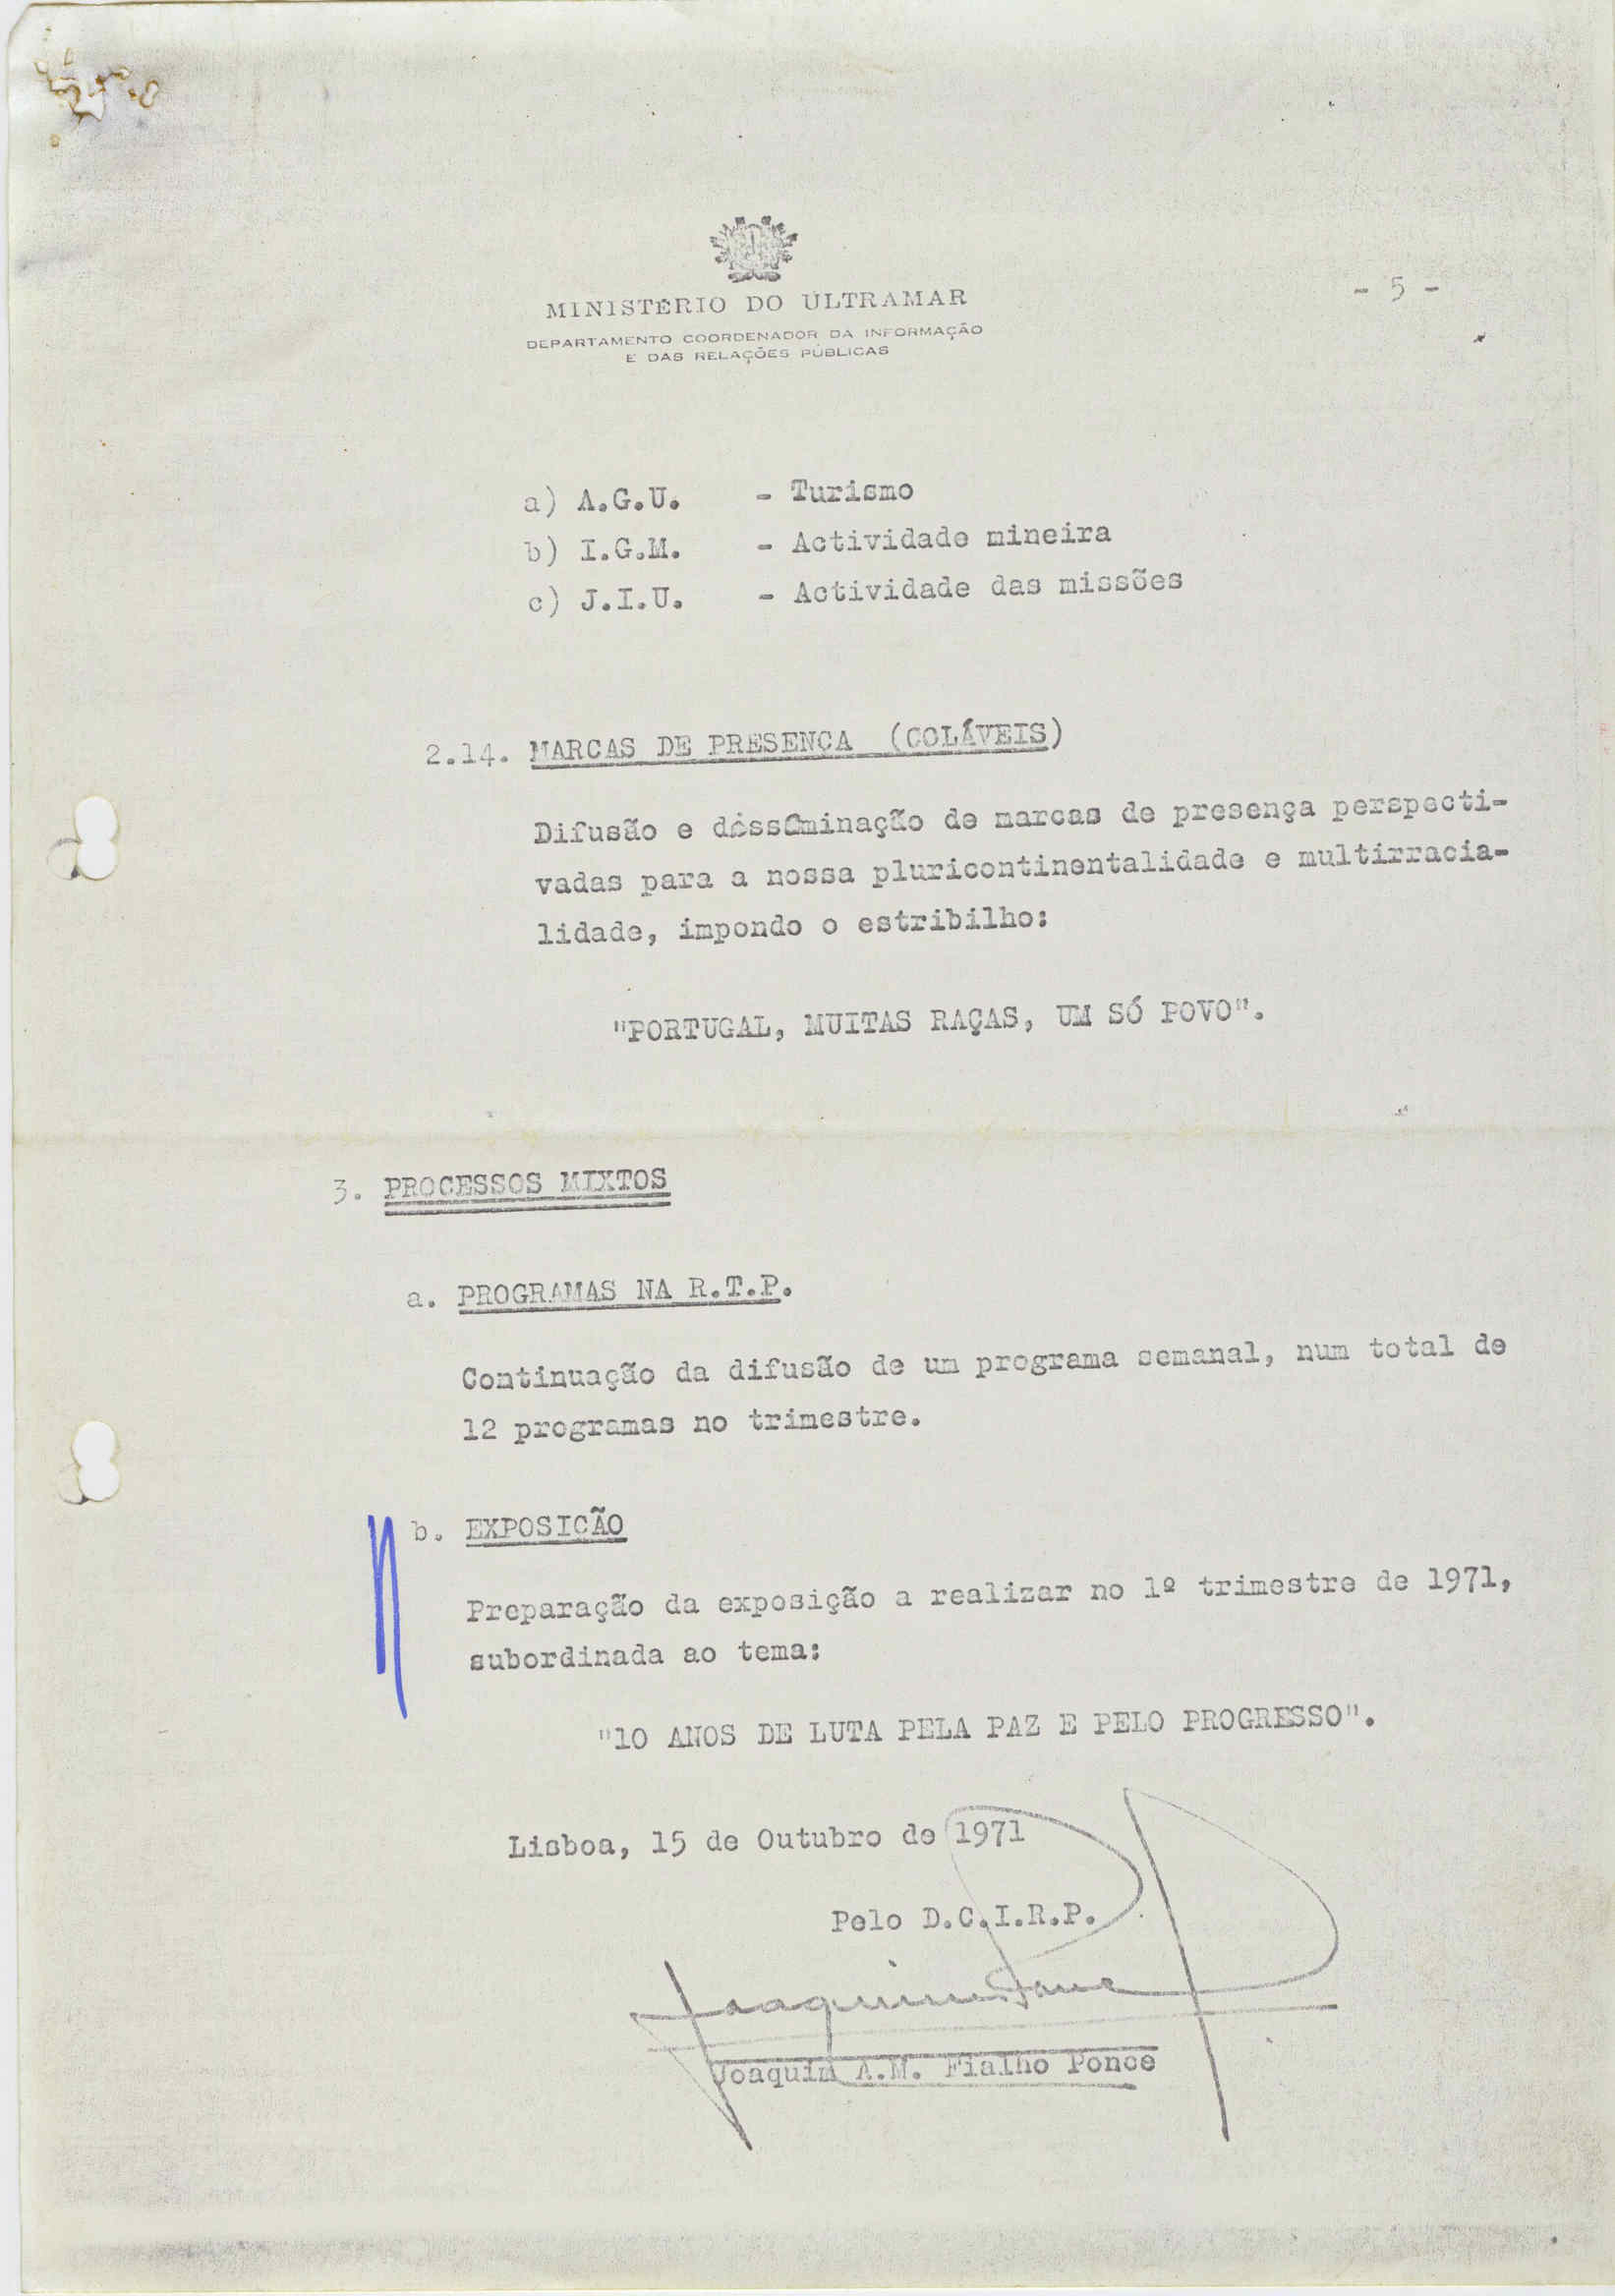 MINISTÉRIO DO ULTRAMAR
- 5 -
DEPARTAMENTO COORDENADOR DA INFORMAÇÃO
E DAS RELAÇÕES PÚBLICAS
a) A.G.U. - Turismo
b) I.G.M. - Actividade mineira
c) J.I.U. - Actividade das missões
2.14. MARCAS DE PRESENÇA (COLÁVEIS)
Difusão e disseminação de marcas de presença perspecti-
vadas para a nossa pluricontinentalidade e multirracia-
lidade, impondo o estribilho:
"PORTUGAL, MUITAS RAÇAS, UM SÓ POVO".
3. PROCESSOS MIXTOS
a. PROGRAMAS NA R.T.P.
Continuação da difusão de um programa semanal, num total de
12 programas no trimestre.
b. EXPOSIÇÃO
Preparação da exposição a realizar no 1º trimestre de 1971,
subordinada ao tema:
"10 ANOS DE LUTA PELA PAZ E PELO PROGRESSO".
Lisboa, 15 de Outubro de 1971
Pelo D.C.I.R.P.
Joaquim Ponce
Joaquim A.M. Fialho Ponce